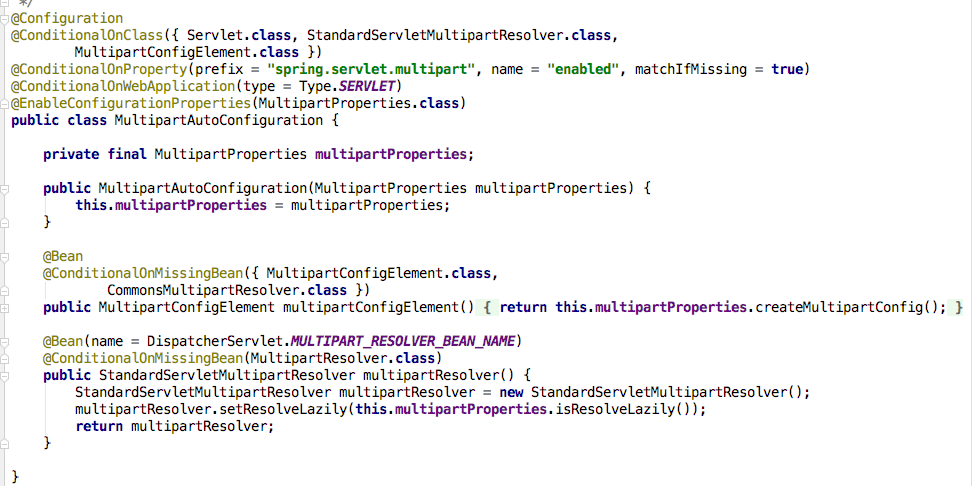 */
@Configuration
@ConditionalOnClass({ Servlet.class, StandardServletMultipartResolver.class,
        MultipartConfigElement.class })
@ConditionalOnProperty(prefix = "spring.servlet.multipart", name = "enabled", matchIfMissing = true)
@ConditionalOnWebApplication(type = Type.SERVLET)
@EnableConfigurationProperties(MultipartProperties.class)
public class MultipartAutoConfiguration {
    private final MultipartProperties multipartProperties;
    public MultipartAutoConfiguration(MultipartProperties multipartProperties) {
        this.multipartProperties = multipartProperties;
    }
    @Bean
    @ConditionalOnMissingBean({ MultipartConfigElement.class,
            CommonsMultipartResolver.class })
    public MultipartConfigElement multipartConfigElement() { return this.multipartProperties.createMultipartConfig(); }
    @Bean(name = DispatcherServlet.MULTIPART_RESOLVER_BEAN_NAME)
    @ConditionalOnMissingBean(MultipartResolver.class)
    public StandardServletMultipartResolver multipartResolver() {
        StandardServletMultipartResolver multipartResolver = new StandardServletMultipartResolver();
        multipartResolver.setResolveLazily(this.multipartProperties.isResolveLazily());
        return multipartResolver;
    }
}